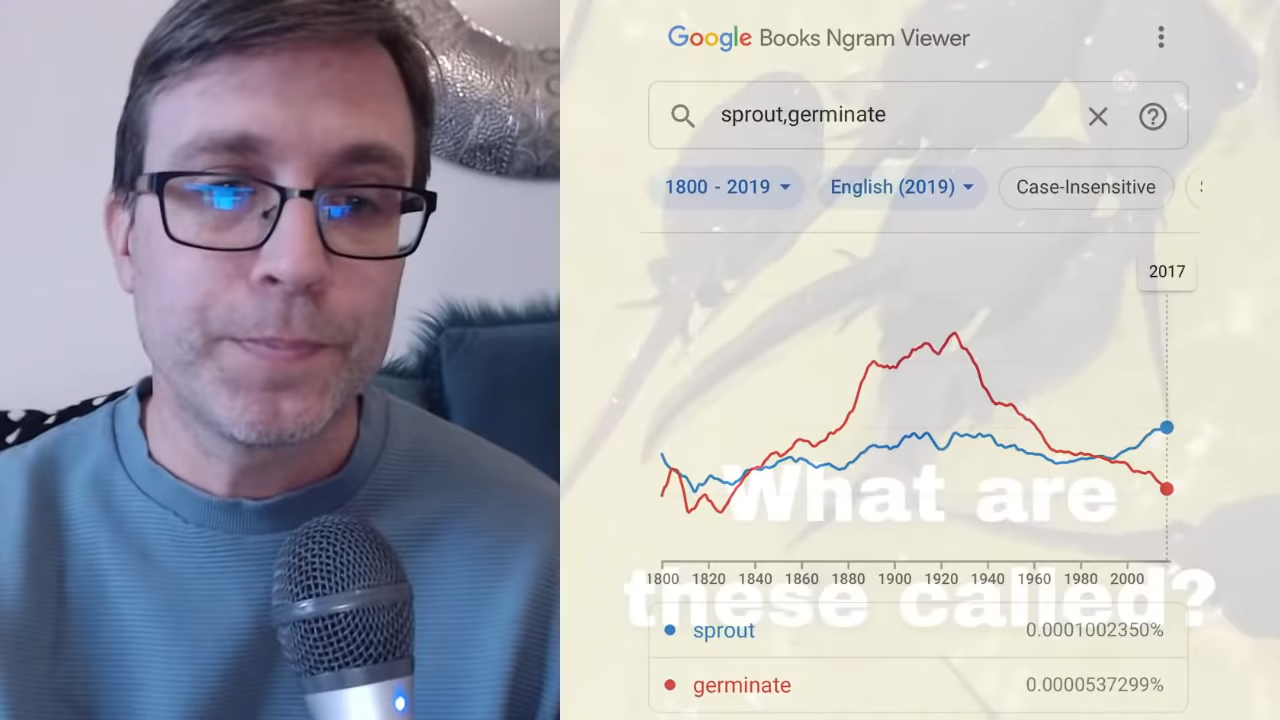 Google Books Ngram Viewer
sprout,germinate
1800 - 2019
English (2019)
Case-Insensitive
2017
What are
1800 1820 1840 1860 1880 1900 1920 1940 1960 1980 2000
these called?
sprout 0.0001002350%
germinate 0.0000537299%